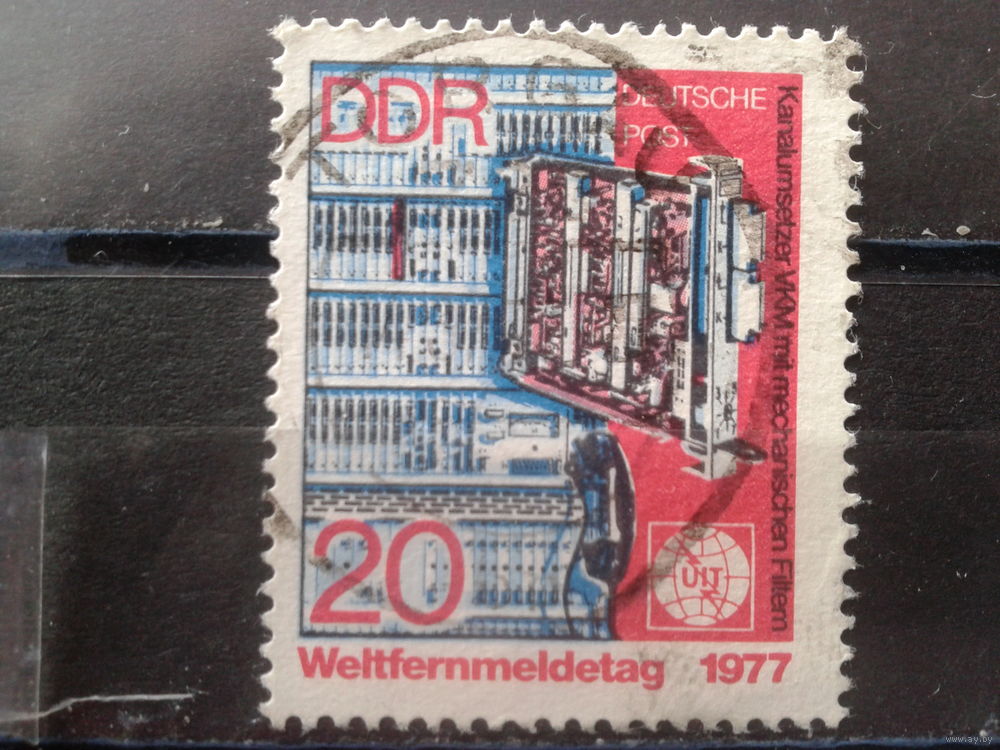 DDR
DEUTSCHE
POST
Kanalumsetzer VKM mit mechanischen Filtern
20
UIT
Weltfernmeldetag 1977
www.ay.by